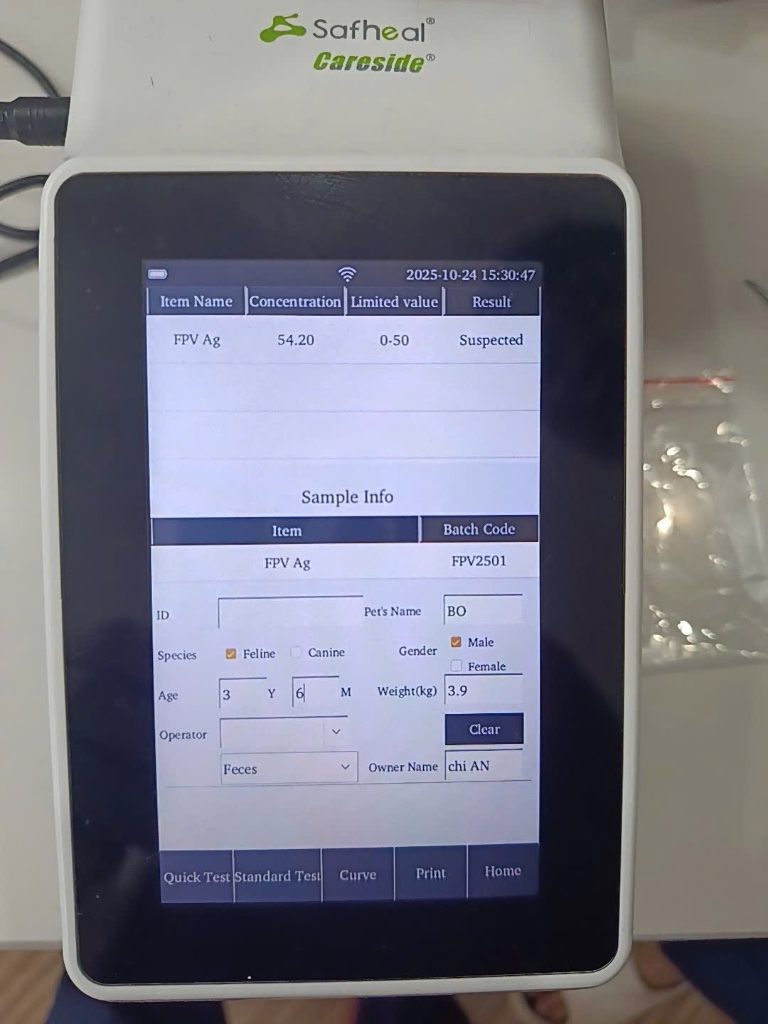 Safheal®
Careside®
2025-10-24 15:30:47
Item Name Concentration Limited value Result
FPV Ag 54.20 0-50 Suspected
Sample Info
Item Batch Code
FPV Ag FPV2501
ID Pet's Name BO
Species Feline Canine Gender Male
Female
Age 3 Y 6 M Weight(kg) 3.9
Operator Clear
Feces Owner Name chi AN
Quick Test Standard Test Curve Print Home